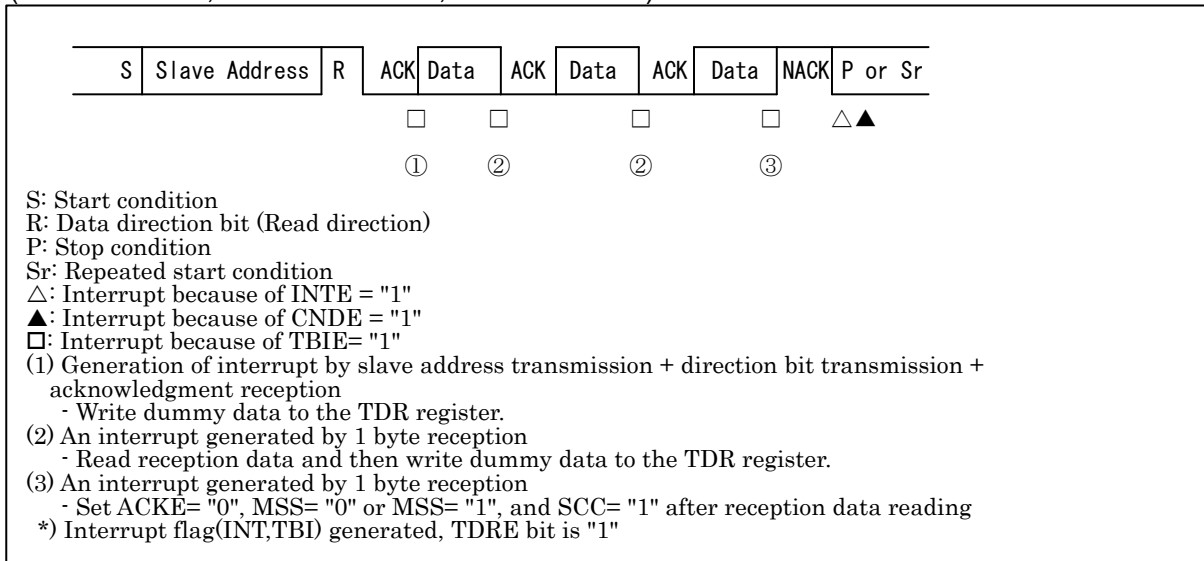 S Slave Address R ACK Data ACK Data ACK Data NACK P or Sr
□ □ □ □ △▲
① ② ② ③
S: Start condition
R: Data direction bit (Read direction)
P: Stop condition
Sr: Repeated start condition
△: Interrupt because of INTE = "1"
▲: Interrupt because of CNDE = "1"
□: Interrupt because of TBIE= "1"
(1) Generation of interrupt by slave address transmission + direction bit transmission +
acknowledgment reception
- Write dummy data to the TDR register.
(2) An interrupt generated by 1 byte reception
- Read reception data and then write dummy data to the TDR register.
(3) An interrupt generated by 1 byte reception
- Set ACKE= "0", MSS= "0" or MSS= "1", and SCC= "1" after reception data reading
*) Interrupt flag(INT,TBI) generated, TDRE bit is "1"